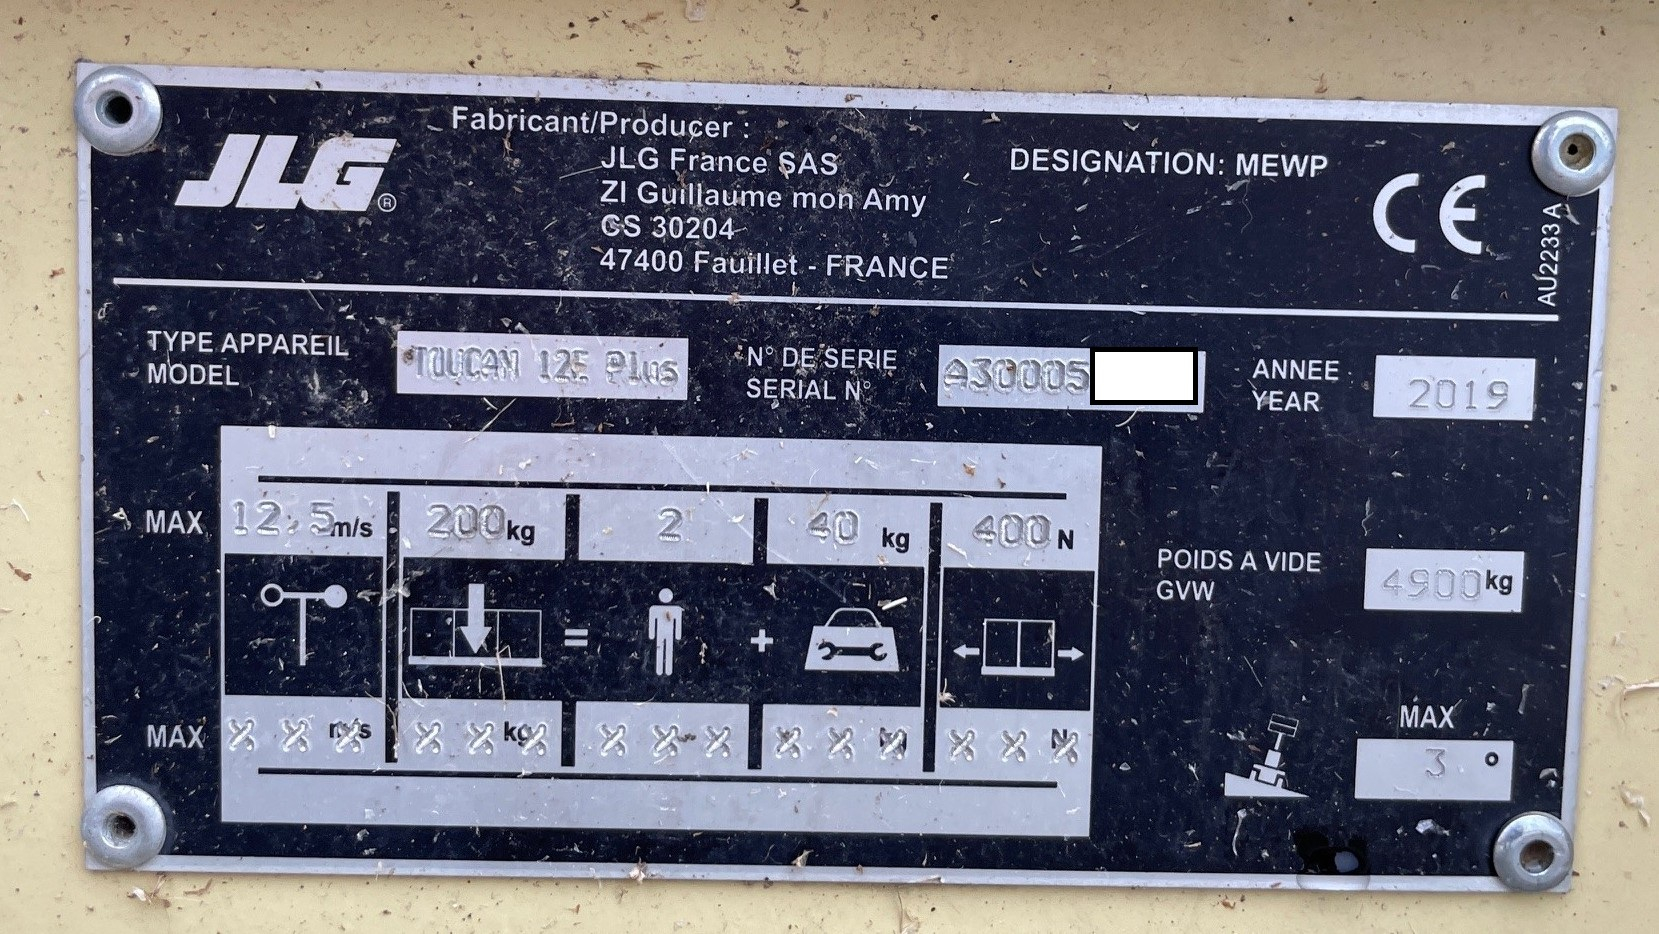 JLG®
Fabricant/Producer :
JLG France SAS
ZI Guillaume mon Amy
CS 30204
47400 Fauillet - FRANCE
DESIGNATION: MEWP
CE
AU2233 A
TYPE APPAREIL
MODEL
TOUCAN 12E Plus
N° DE SERIE
SERIAL N°
A30005
ANNEE
YEAR
2019
MAX 12.5 m/s 200 kg 2 40 kg 400 N
= +
POIDS A VIDE
GVW
4900 kg
MAX X X X m/s X X X kg X X X X X X kg X X X N
MAX
3 °